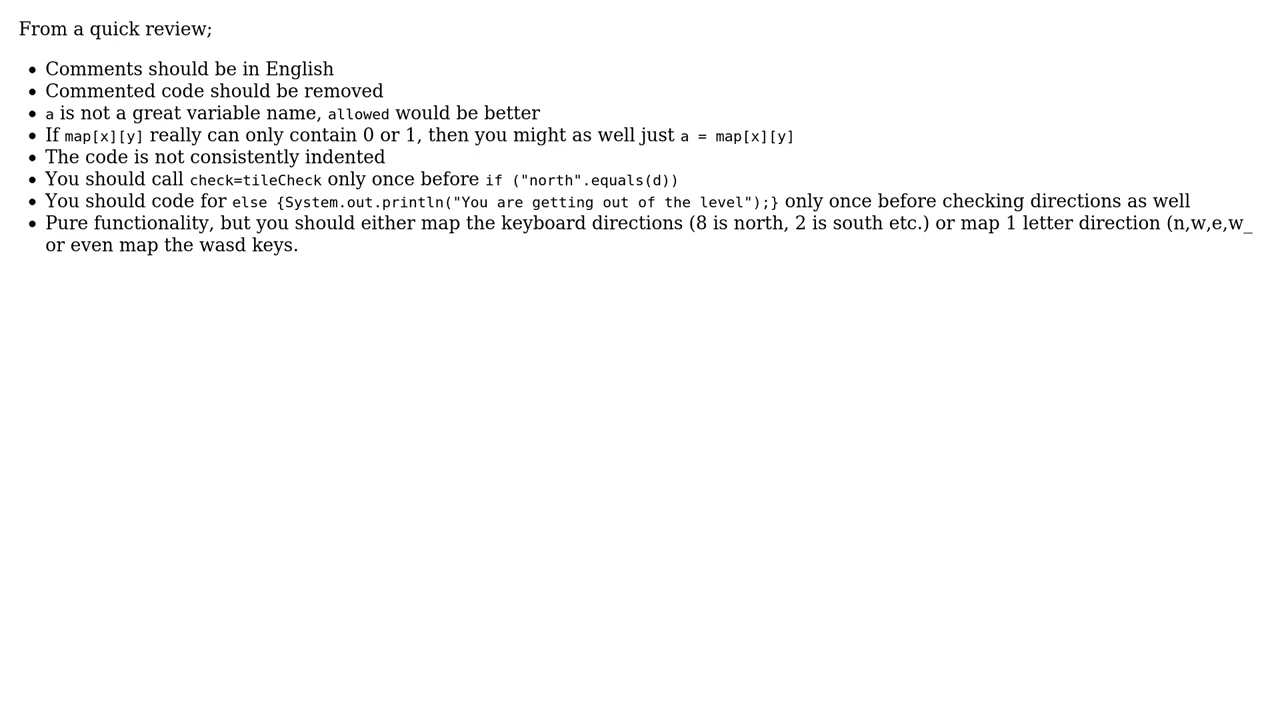 From a quick review;
• Comments should be in English
• Commented code should be removed
• a is not a great variable name, allowed would be better
• If map[x][y] really can only contain 0 or 1, then you might as well just a = map[x][y]
• The code is not consistently indented
• You should call check=tileCheck only once before if ("north".equals(d))
• You should code for else {System.out.println("You are getting out of the level");} only once before checking directions as well
• Pure functionality, but you should either map the keyboard directions (8 is north, 2 is south etc.) or map 1 letter direction (n,w,e,w_
or even map the wasd keys.